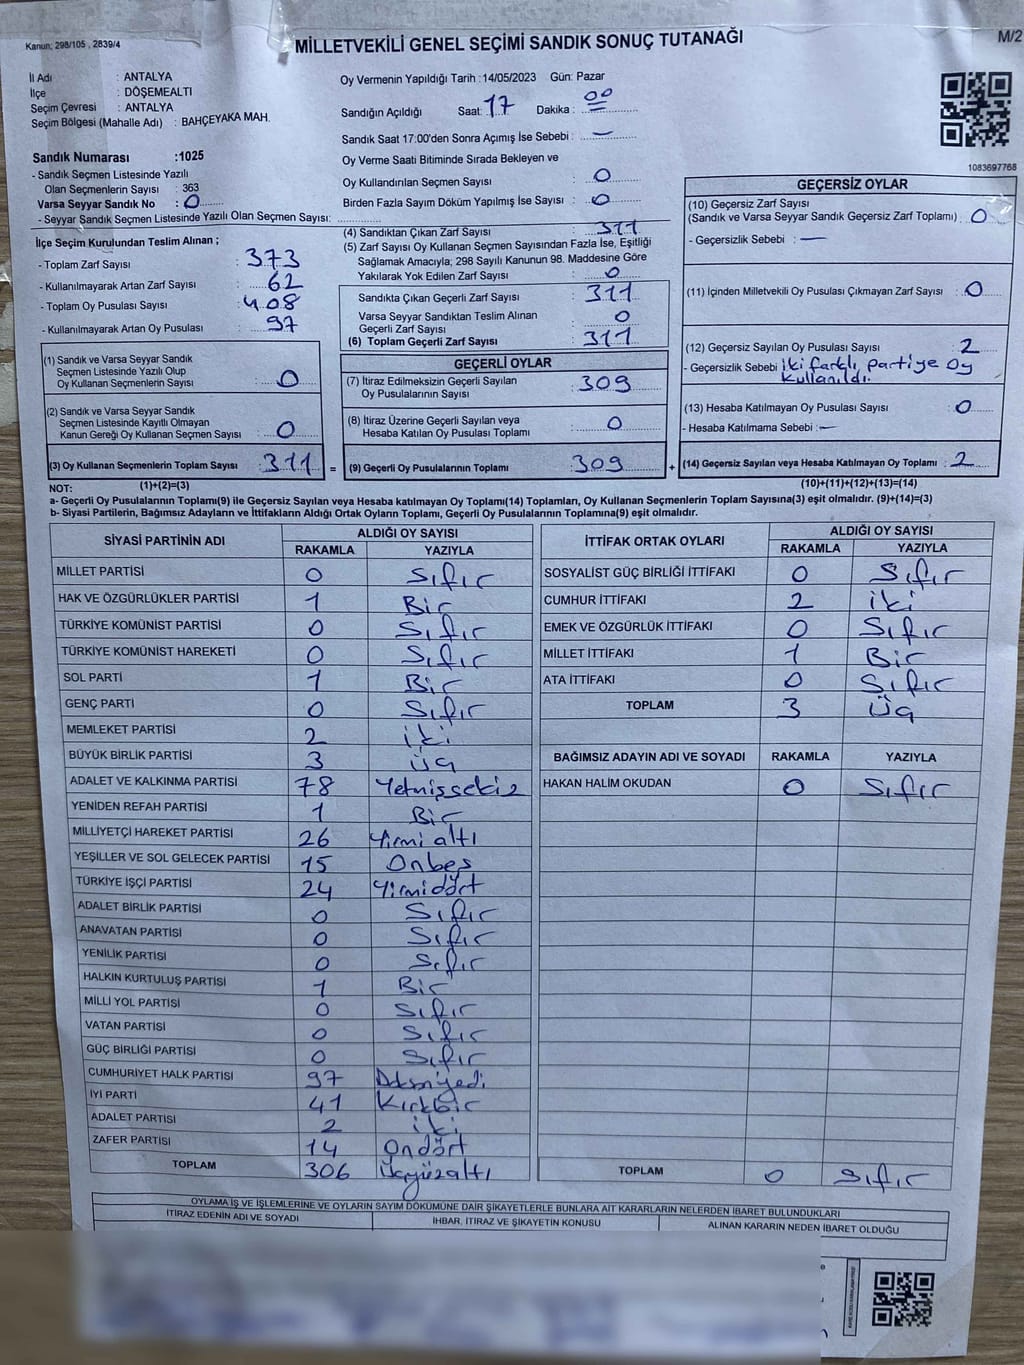 Kanun; 298/105 , 2839/4
MİLLETVEKİLİ GENEL SEÇİMİ SANDIK SONUÇ TUTANAĞI
M/2
İl Adı : ANTALYA
İlçe : DÖŞEMEALTI
Seçim Çevresi : ANTALYA
Seçim Bölgesi (Mahalle Adı) : BAHÇEYAKA MAH.
Sandık Numarası :1025
- Sandık Seçmen Listesinde Yazılı
Olan Seçmenlerin Sayısı : 363
Varsa Seyyar Sandık No : 0
- Seyyar Sandık Seçmen Listesinde Yazılı Olan Seçmen Sayısı:
İlçe Seçim Kurulundan Teslim Alınan ;
- Toplam Zarf Sayısı : 373
- Kullanılmayarak Artan Zarf Sayısı : 62
- Toplam Oy Pusulası Sayısı : 408
- Kullanılmayarak Artan Oy Pusulası : 97
Oy Vermenin Yapıldığı Tarih :14/05/2023 Gün: Pazar
Sandığın Açıldığı Saat: 17 Dakika : 00
Sandık Saat 17:00'den Sonra Açımış İse Sebebi : —
Oy Verme Saati Bitiminde Sırada Bekleyen ve
Oy Kullandırılan Seçmen Sayısı : 0
Birden Fazla Sayım Döküm Yapılmış İse Sayısı : 0
(4) Sandıktan Çıkan Zarf Sayısı : 311
(5) Zarf Sayısı Oy Kullanan Seçmen Sayısından Fazla İse, Eşitliği
Sağlamak Amacıyla; 298 Sayılı Kanunun 98. Maddesine Göre
Yakılarak Yok Edilen Zarf Sayısı : 0
Sandıkta Çıkan Geçerli Zarf Sayısı : 311
Varsa Seyyar Sandıktan Teslim Alınan
Geçerli Zarf Sayısı : 0
(6) Toplam Geçerli Zarf Sayısı : 311
1083697768
GEÇERSİZ OYLAR
(10) Geçersiz Zarf Sayısı
(Sandık ve Varsa Seyyar Sandık Geçersiz Zarf Toplamı) : 0
- Geçersizlik Sebebi : —
(11) İçinden Milletvekili Oy Pusulası Çıkmayan Zarf Sayısı : 0
(12) Geçersiz Sayılan Oy Pusulası Sayısı : 2
- Geçersizlik Sebebi iki farklı partiye oy
kullanıldı.
(13) Hesaba Katılmayan Oy Pusulası Sayısı : 0
- Hesaba Katılmama Sebebi : —
(1) Sandık ve Varsa Seyyar Sandık
Seçmen Listesinde Yazılı Olup
Oy Kullanan Seçmenlerin Sayısı : 0
(2) Sandık ve Varsa Seyyar Sandık
Seçmen Listesinde Kayıtlı Olmayan
Kanun Gereği Oy Kullanan Seçmen Sayısı : 0
GEÇERLİ OYLAR
(7) İtiraz Edilmeksizin Geçerli Sayılan
Oy Pusulalarının Sayısı : 309
(8) İtiraz Üzerine Geçerli Sayılan veya
Hesaba Katılan Oy Pusulası Toplamı : 0
(3) Oy Kullanan Seçmenlerin Toplam Sayısı : 311 = (9) Geçerli Oy Pusulalarının Toplamı : 309 + (14) Geçersiz Sayılan veya Hesaba Katılmayan Oy Toplamı : 2
NOT: (1)+(2)=(3) (10)+(11)+(12)+(13)=(14)
a- Geçerli Oy Pusulalarının Toplamı(9) ile Geçersiz Sayılan veya Hesaba katılmayan Oy Toplamı(14) Toplamları, Oy Kullanan Seçmenlerin Toplam Sayısına(3) eşit olmalıdır. (9)+(14)=(3)
b- Siyasi Partilerin, Bağımsız Adayların ve İttifakların Aldığı Ortak Oyların Toplamı, Geçerli Oy Pusulalarının Toplamına(9) eşit olmalıdır.
SİYASİ PARTİNİN ADI ALDIĞI OY SAYISI
RAKAMLA YAZIYLA
MİLLET PARTİSİ 0 Sıfır
HAK VE ÖZGÜRLÜKLER PARTİSİ 1 Bir
TÜRKİYE KOMÜNİST PARTİSİ 0 Sıfır
TÜRKİYE KOMÜNİST HAREKETİ 0 Sıfır
SOL PARTİ 1 Bir
GENÇ PARTİ 0 Sıfır
MEMLEKET PARTİSİ 2 iki
BÜYÜK BİRLİK PARTİSİ 3 üç
ADALET VE KALKINMA PARTİSİ 78 Yetmişsekiz
YENİDEN REFAH PARTİSİ 1 Bir
MİLLİYETÇİ HAREKET PARTİSİ 26 Yirmi altı
YEŞİLLER VE SOL GELECEK PARTİSİ 15 Onbeş
TÜRKİYE İŞÇİ PARTİSİ 24 Yirmidört
ADALET BİRLİK PARTİSİ 0 Sıfır
ANAVATAN PARTİSİ 0 Sıfır
YENİLİK PARTİSİ 0 Sıfır
HALKIN KURTULUŞ PARTİSİ 1 Bir
MİLLİ YOL PARTİSİ 0 Sıfır
VATAN PARTİSİ 0 Sıfır
GÜÇ BİRLİĞİ PARTİSİ 0 Sıfır
CUMHURİYET HALK PARTİSİ 97 Doksanyedi
İYİ PARTİ 41 Kırkbir
ADALET PARTİSİ 2 iki
ZAFER PARTİSİ 14 Ondört
TOPLAM 306 Üçyüzaltı
İTTİFAK ORTAK OYLARI ALDIĞI OY SAYISI
RAKAMLA YAZIYLA
SOSYALİST GÜÇ BİRLİĞİ İTTİFAKI 0 Sıfır
CUMHUR İTTİFAKI 2 iki
EMEK VE ÖZGÜRLÜK İTTİFAKI 0 Sıfır
MİLLET İTTİFAKI 1 Bir
ATA İTTİFAKI 0 Sıfır
TOPLAM 3 üç
BAĞIMSIZ ADAYIN ADI VE SOYADI RAKAMLA YAZIYLA
HAKAN HALİM OKUDAN 0 Sıfır
TOPLAM 0 Sıfır
OYLAMA İŞ VE İŞLEMLERİNE VE OYLARIN SAYIM DÖKÜMÜNE DAİR ŞİKAYETLERLE BUNLARA AİT KARARLARIN NELERDEN İBARET BULUNDUKLARI
İTİRAZ EDENİN ADI VE SOYADI İHBAR, İTİRAZ VE ŞİKAYETİN KONUSU ALINAN KARARIN NEDEN İBARET OLDUĞU